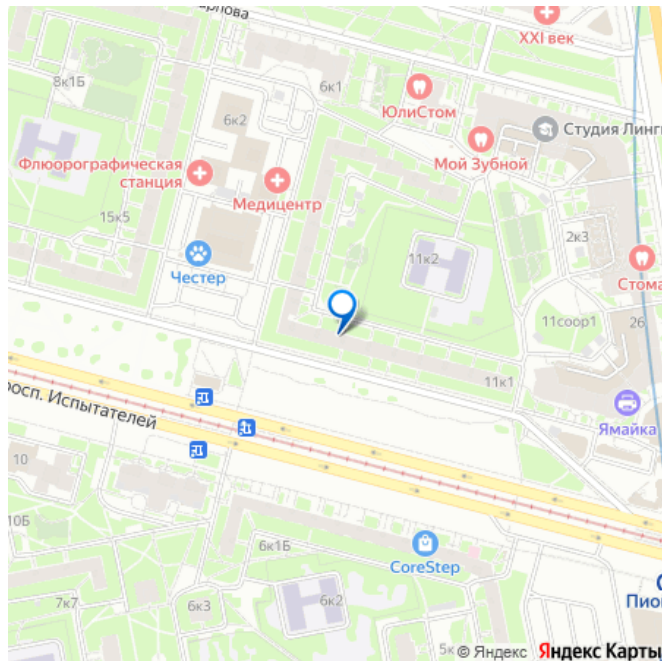 арпова
XXI век
8к1Б
6к1
ЮлиСтом
6к2
Студия Линг
Мой Зубной
Флюорографическая
станция
Медицентр
15к5
2к3
11к2
Честер
Стома
11соор1
26
11к1
Ямайка
росп. Испытателей
10
10Б
6к1Б
CoreStep
7к7
6к3
6к2
Пио
5к
© Яндекс Яндекс Карты